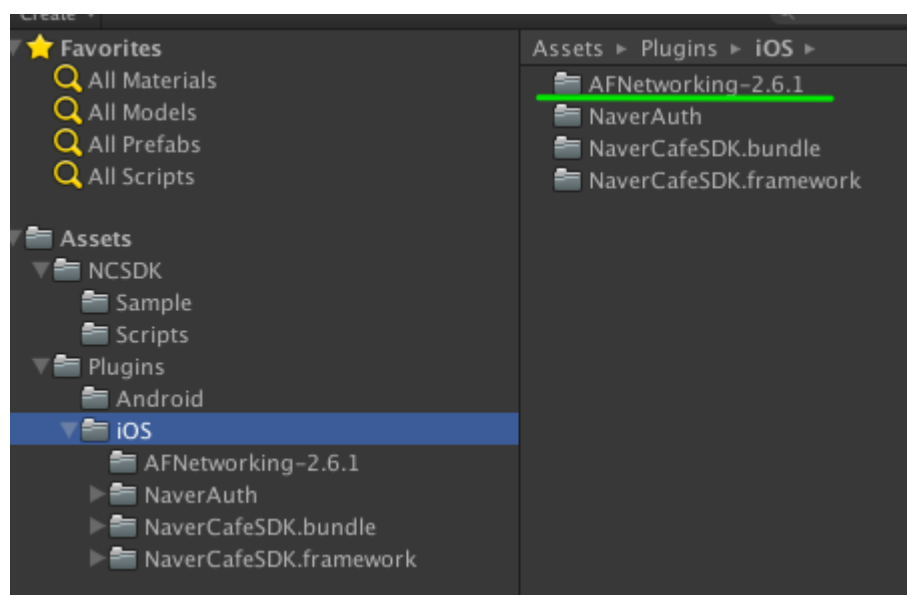 Create
Favorites
All Materials
All Models
All Prefabs
All Scripts
Assets
NCSDK
Sample
Scripts
Plugins
Android
iOS
AFNetworking-2.6.1
NaverAuth
NaverCafeSDK.bundle
NaverCafeSDK.framework
Assets ▸ Plugins ▸ iOS ▸
AFNetworking-2.6.1
NaverAuth
NaverCafeSDK.bundle
NaverCafeSDK.framework